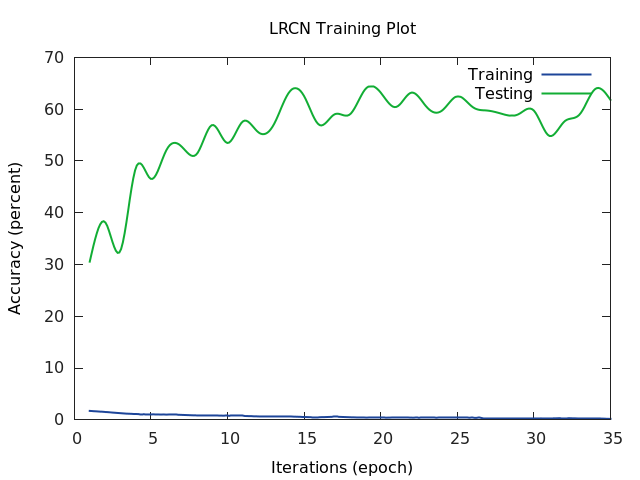 LRCN Training Plot
70
60
50
40
30
20
10
0
Accuracy (percent)
Training
Testing
0 5 10 15 20 25 30 35
Iterations (epoch)